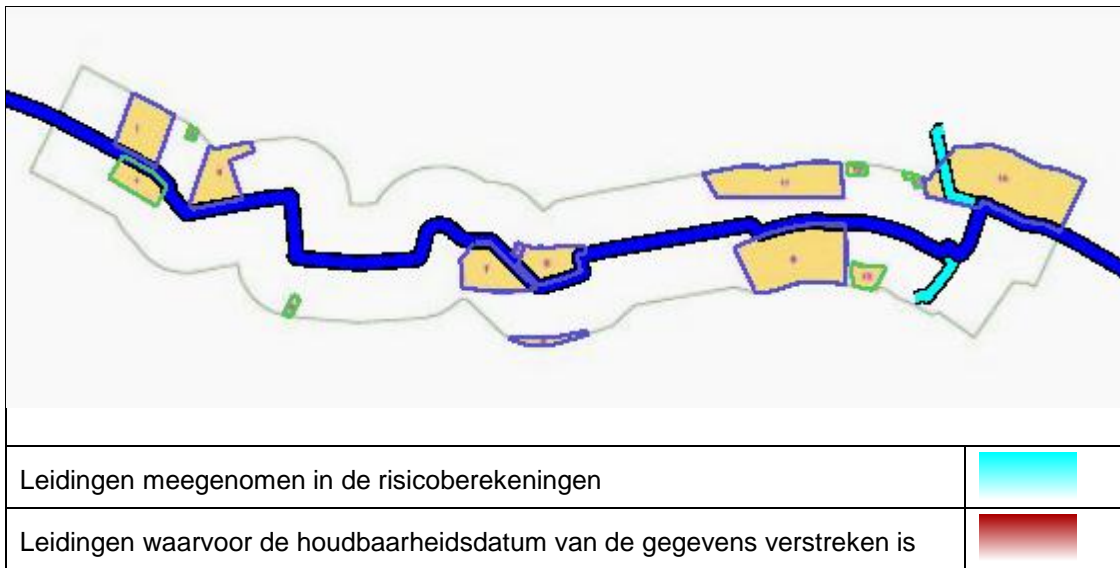 Leidingen meegenomen in de risicoberekeningen
Leidingen waarvoor de houdbaarheidsdatum van de gegevens verstreken is